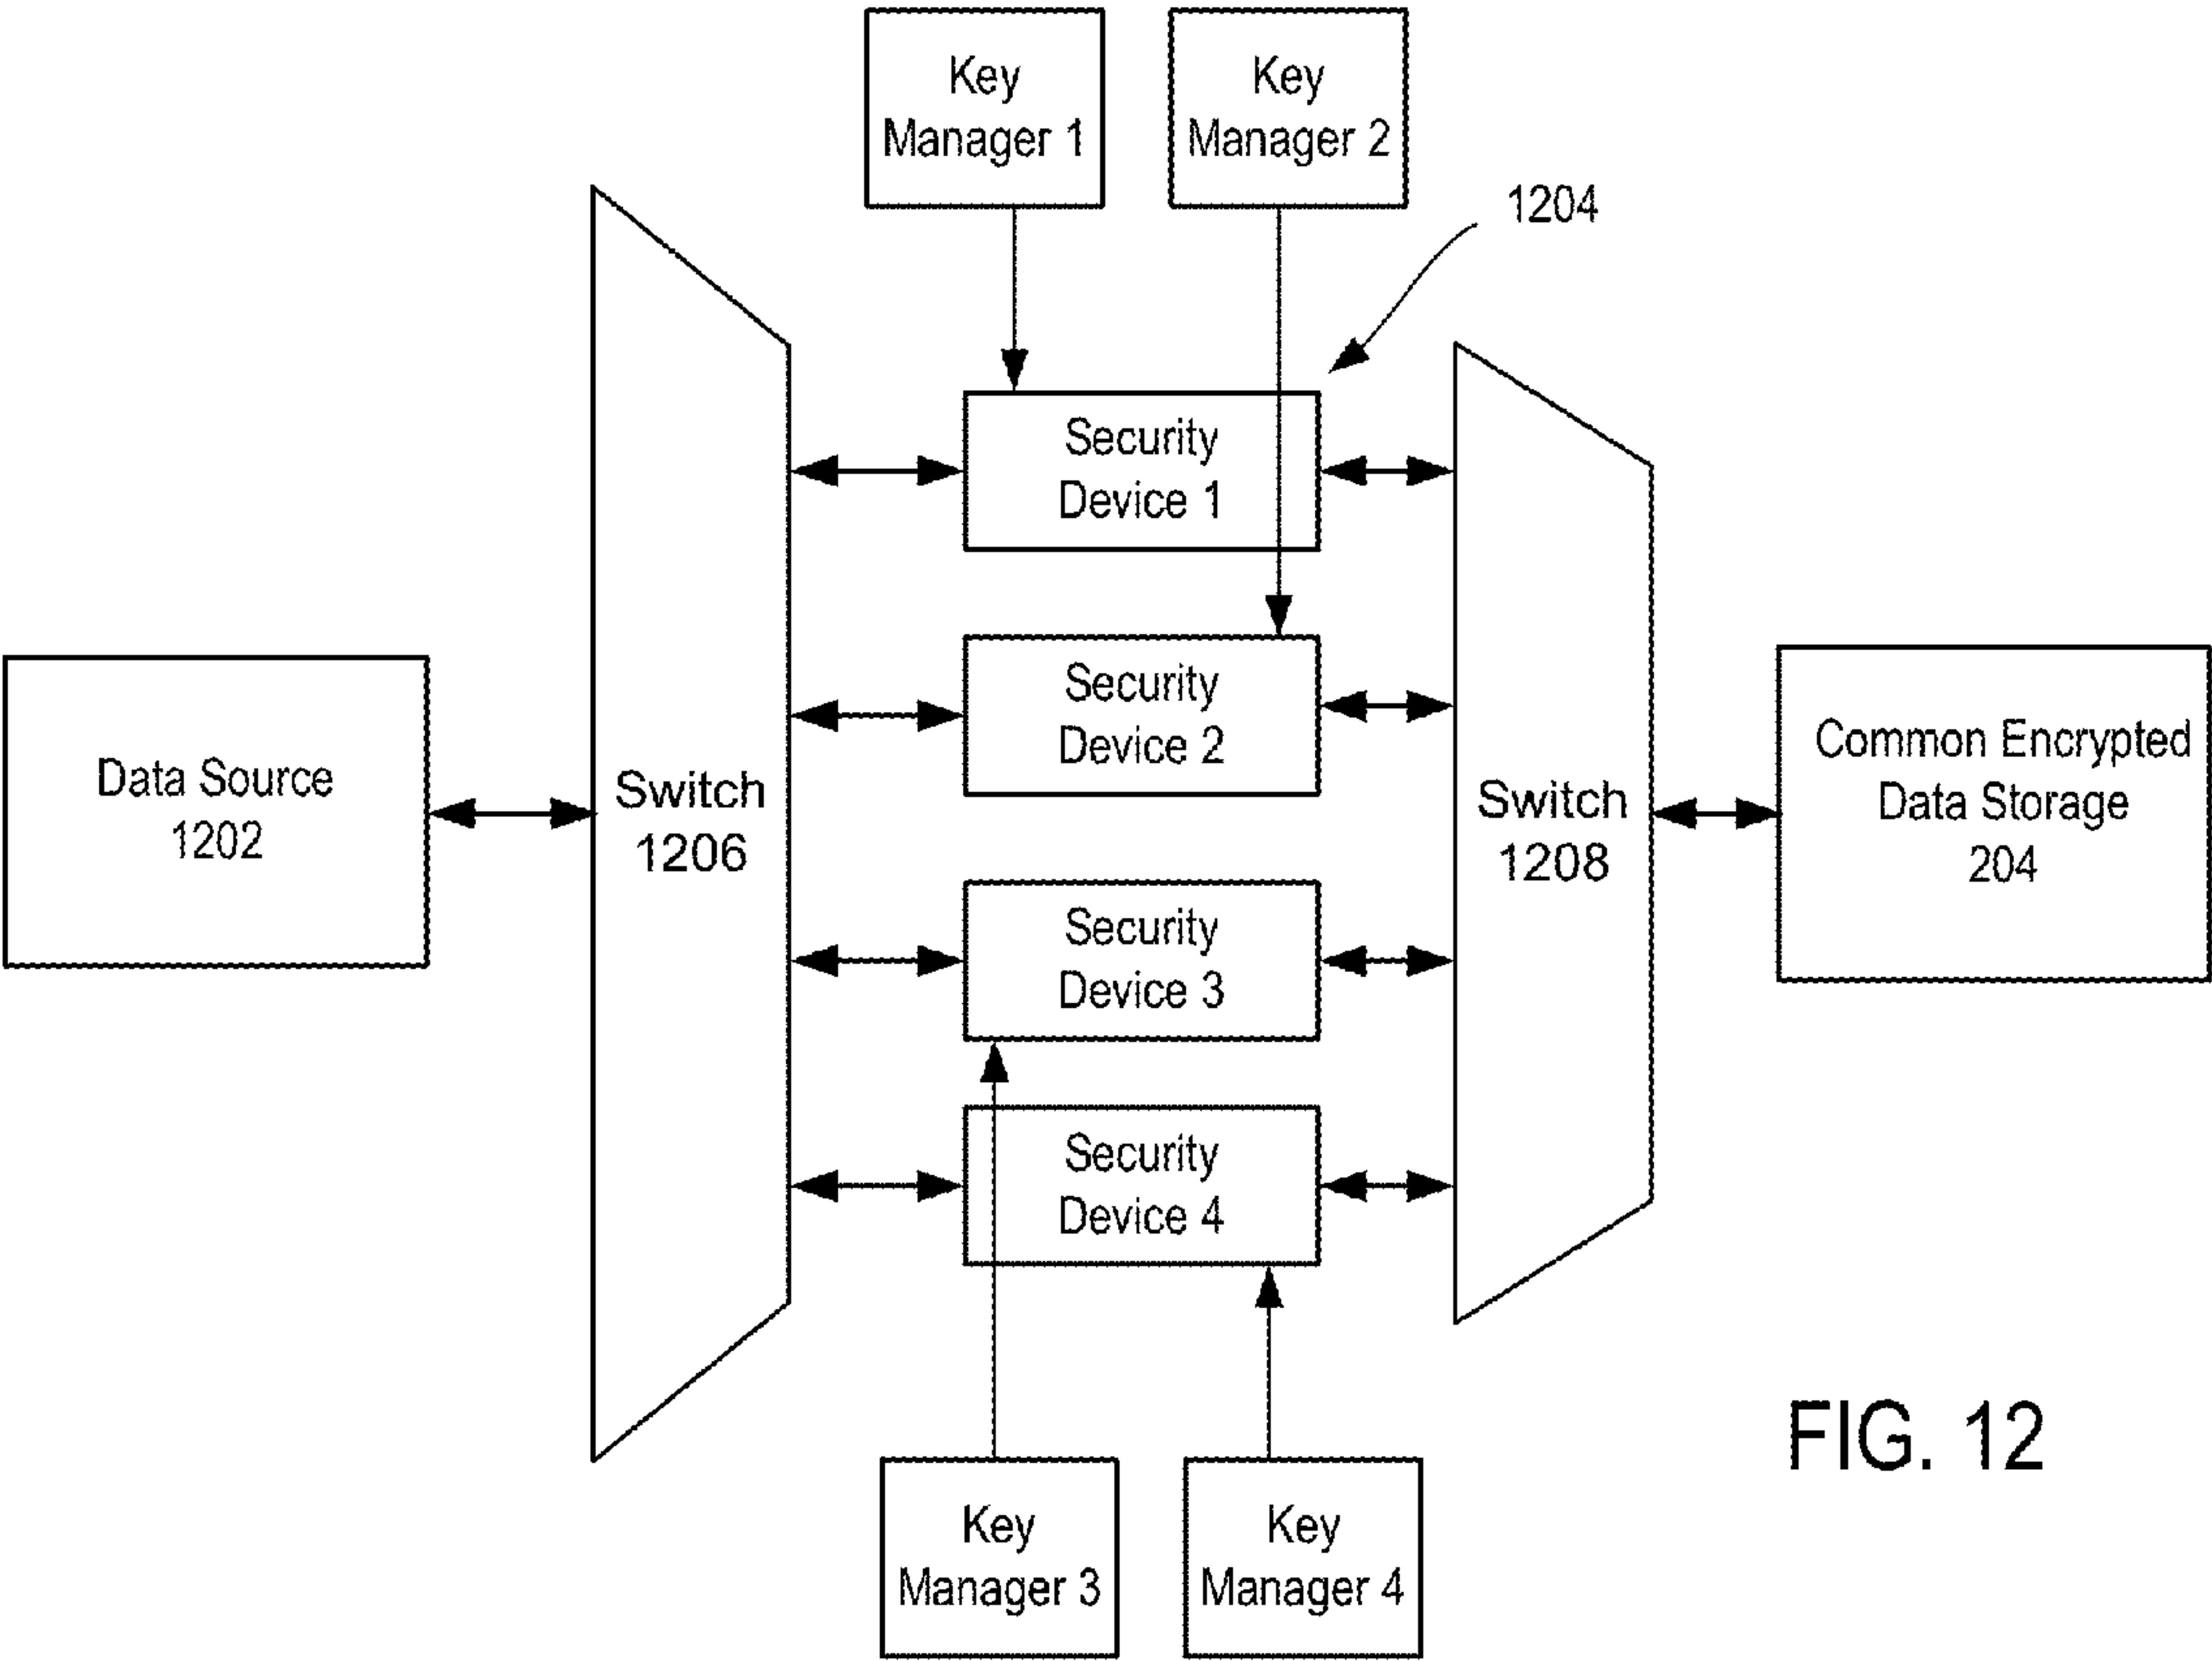 Key
Manager 1
Key
Manager 2
1204
Security
Device 1
Security
Device 2
Data Source
1202
Switch
1206
Switch
1208
Common Encrypted
Data Storage
204
Security
Device 3
Security
Device 4
Key
Manager 3
Key
Manager 4
FIG. 12